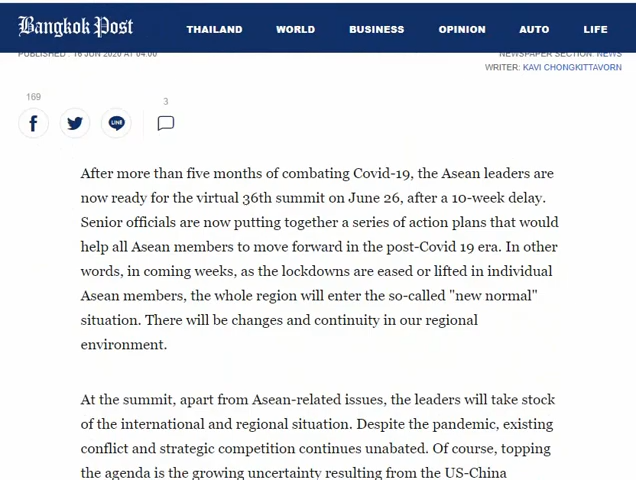 Bangkok Post
THAILAND WORLD BUSINESS OPINION AUTO LIFE
PUBLISHED : 16 JUN 2020 AT 04:00
NEWSPAPER SECTION: NEWS
WRITER: KAVI CHONGKITTAVORN
169
3
LINE
After more than five months of combating Covid-19, the Asean leaders are
now ready for the virtual 36th summit on June 26, after a 10-week delay.
Senior officials are now putting together a series of action plans that would
help all Asean members to move forward in the post-Covid 19 era. In other
words, in coming weeks, as the lockdowns are eased or lifted in individual
Asean members, the whole region will enter the so-called "new normal"
situation. There will be changes and continuity in our regional
environment.
At the summit, apart from Asean-related issues, the leaders will take stock
of the international and regional situation. Despite the pandemic, existing
conflict and strategic competition continues unabated. Of course, topping
the agenda is the growing uncertainty resulting from the US-China